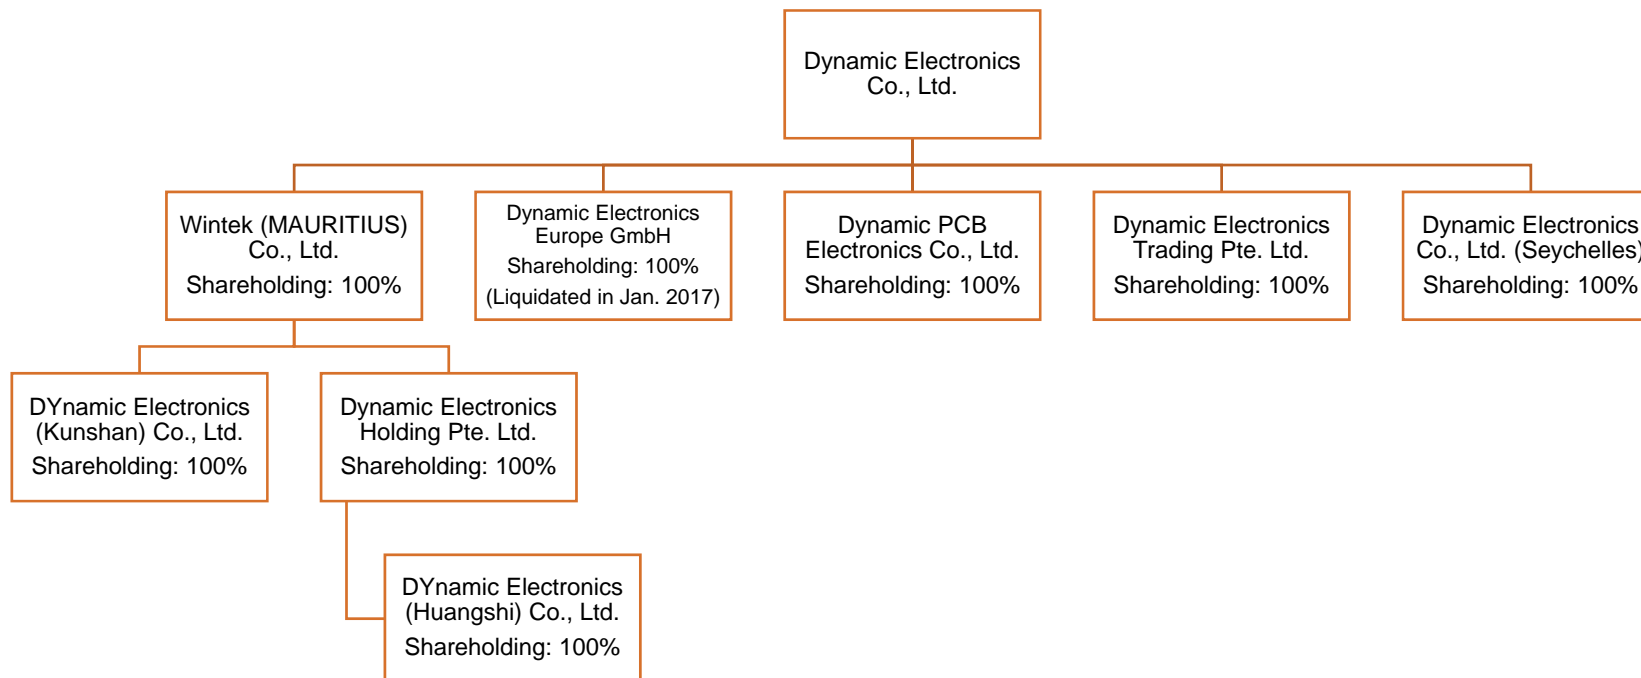 Dynamic Electronics
Co., Ltd.
Wintek (MAURITIUS)
Co., Ltd.
Shareholding: 100%
Dynamic Electronics
Europe GmbH
Shareholding: 100%
(Liquidated in Jan. 2017)
Dynamic PCB
Electronics Co., Ltd.
Shareholding: 100%
Dynamic Electronics
Trading Pte. Ltd.
Shareholding: 100%
Dynamic Electronics
Co., Ltd. (Seychelles)
Shareholding: 100%
DYnamic Electronics
(Kunshan) Co., Ltd.
Shareholding: 100%
Dynamic Electronics
Holding Pte. Ltd.
Shareholding: 100%
DYnamic Electronics
(Huangshi) Co., Ltd.
Shareholding: 100%